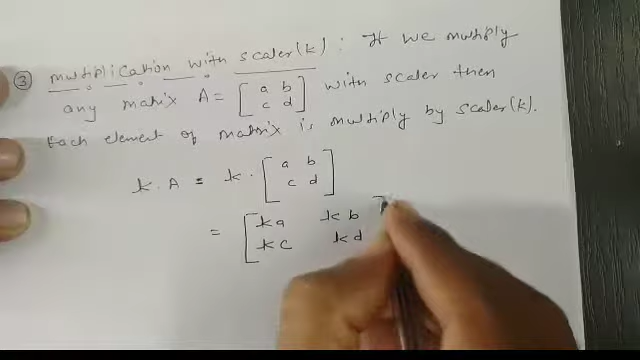 ③ multiplication with scaler(k) : If we multiply
any matrix A = [ a b
c d ] with scaler then
Each element of matrix is multiply by scaler(k).
k . A = k . [ a b
c d ]
= [ ka kb
kc kd